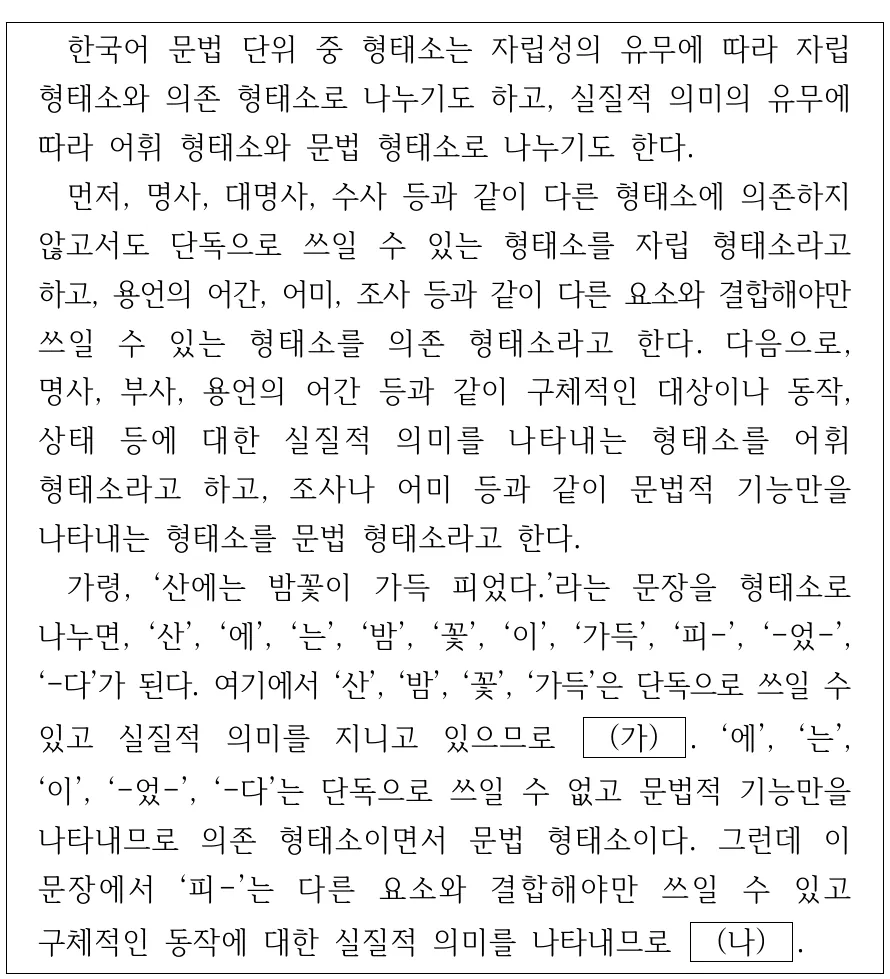 한국어 문법 단위 중 형태소는 자립성의 유무에 따라 자립
형태소와 의존 형태소로 나누기도 하고, 실질적 의미의 유무에
따라 어휘 형태소와 문법 형태소로 나누기도 한다.
먼저, 명사, 대명사, 수사 등과 같이 다른 형태소에 의존하지
않고서도 단독으로 쓰일 수 있는 형태소를 자립 형태소라고
하고, 용언의 어간, 어미, 조사 등과 같이 다른 요소와 결합해야만
쓰일 수 있는 형태소를 의존 형태소라고 한다. 다음으로,
명사, 부사, 용언의 어간 등과 같이 구체적인 대상이나 동작,
상태 등에 대한 실질적 의미를 나타내는 형태소를 어휘
형태소라고 하고, 조사나 어미 등과 같이 문법적 기능만을
나타내는 형태소를 문법 형태소라고 한다.
가령, ‘산에는 밤꽃이 가득 피었다.’라는 문장을 형태소로
나누면, ‘산’, ‘에’, ‘는’, ‘밤’, ‘꽃’, ‘이’, ‘가득’, ‘피-’, ‘-었-’,
‘-다’가 된다. 여기에서 ‘산’, ‘밤’, ‘꽃’, ‘가득’은 단독으로 쓰일 수
있고 실질적 의미를 지니고 있으므로 (가). ‘에’, ‘는’,
‘이’, ‘-었-’, ‘-다’는 단독으로 쓰일 수 없고 문법적 기능만을
나타내므로 의존 형태소이면서 문법 형태소이다. 그런데 이
문장에서 ‘피-’는 다른 요소와 결합해야만 쓰일 수 있고
구체적인 동작에 대한 실질적 의미를 나타내므로 (나).